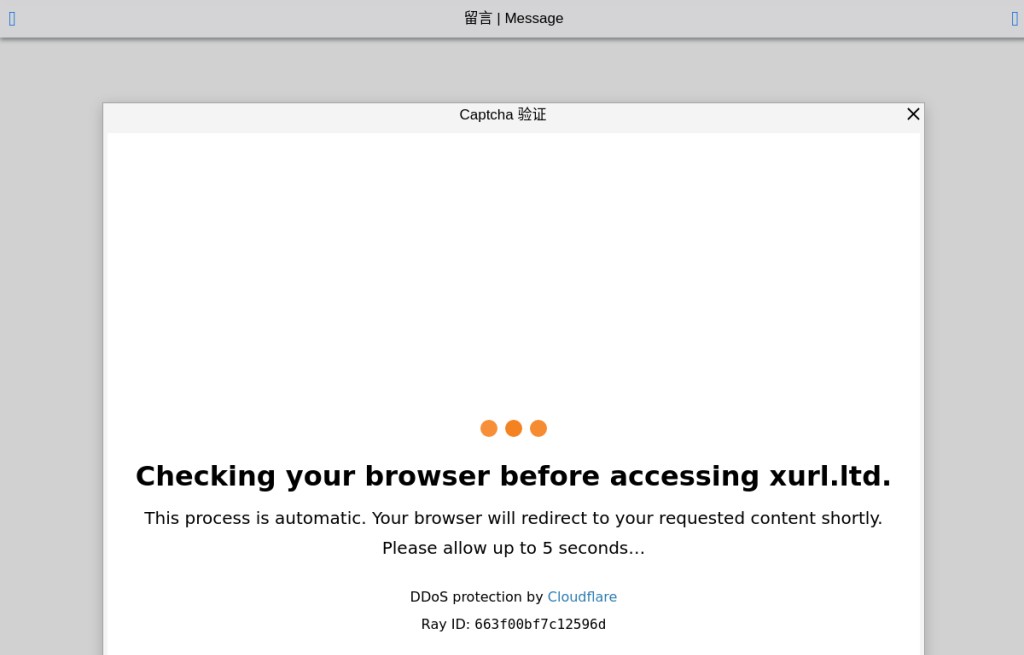 留言 | Message
Captcha 验证
Checking your browser before accessing xurl.ltd.
This process is automatic. Your browser will redirect to your requested content shortly.
Please allow up to 5 seconds…
DDoS protection by Cloudflare
Ray ID: 663f00bf7c12596d